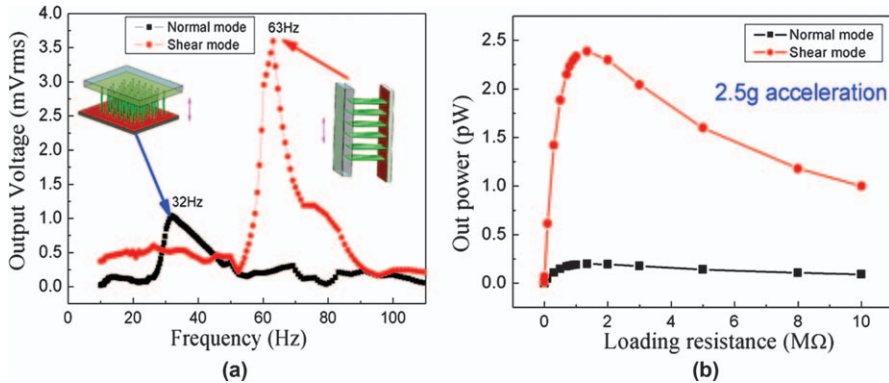 Normal mode
Shear mode
63Hz
32Hz
Output Voltage (mVrms)
4.0
3.5
3.0
2.5
2.0
1.5
1.0
0.5
0.0
0 20 40 60 80 100
Frequency (Hz)
(a)
Normal mode
Shear mode
2.5g acceleration
Out power (pW)
2.5
2.0
1.5
1.0
0.5
0.0
0 2 4 6 8 10
Loading resistance (MΩ)
(b)